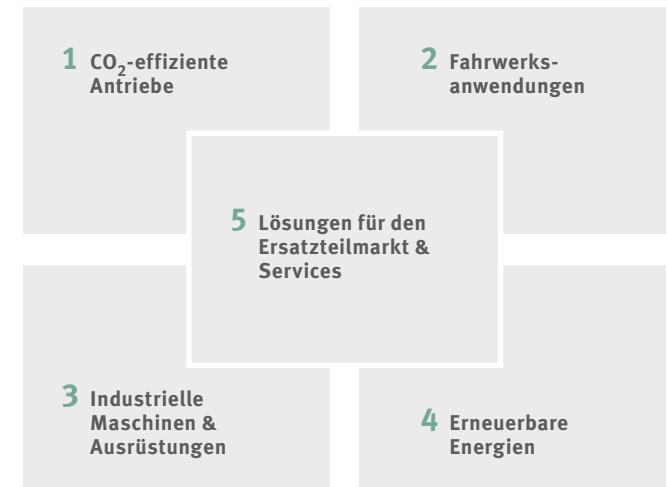 1 CO₂-effiziente
Antriebe
2 Fahrwerks-
anwendungen
5 Lösungen für den
Ersatzteilmarkt &
Services
3 Industrielle
Maschinen &
Ausrüstungen
4 Erneuerbare
Energien